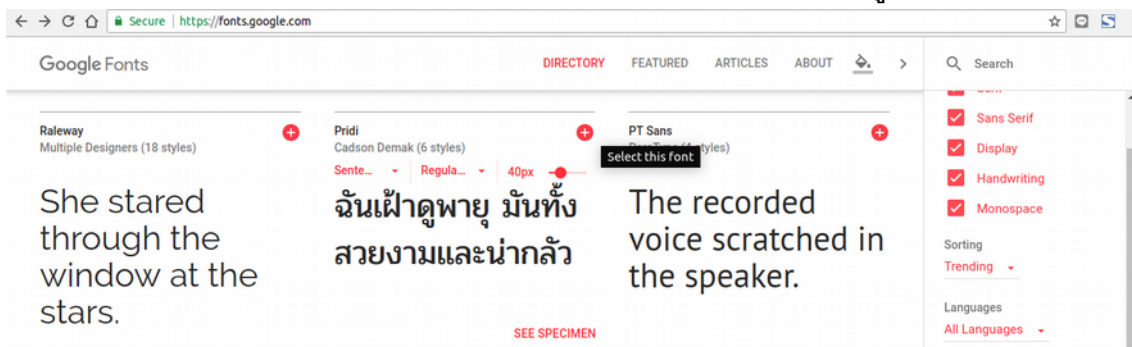 Secure | https://fonts.google.com
Google Fonts
DIRECTORY FEATURED ARTICLES ABOUT
Search
Raleway
Multiple Designers (18 styles)
She stared
through the
window at the
stars.
Pridi
Cadson Demak (6 styles)
Sente... Regula... 40px
ฉันเฝ้าดูพายุ มันทั้ง
สวยงามและน่ากลัว
SEE SPECIMEN
PT Sans
Select this font
The recorded
voice scratched in
the speaker.
Sans Serif
Display
Handwriting
Monospace
Sorting
Trending
Languages
All Languages